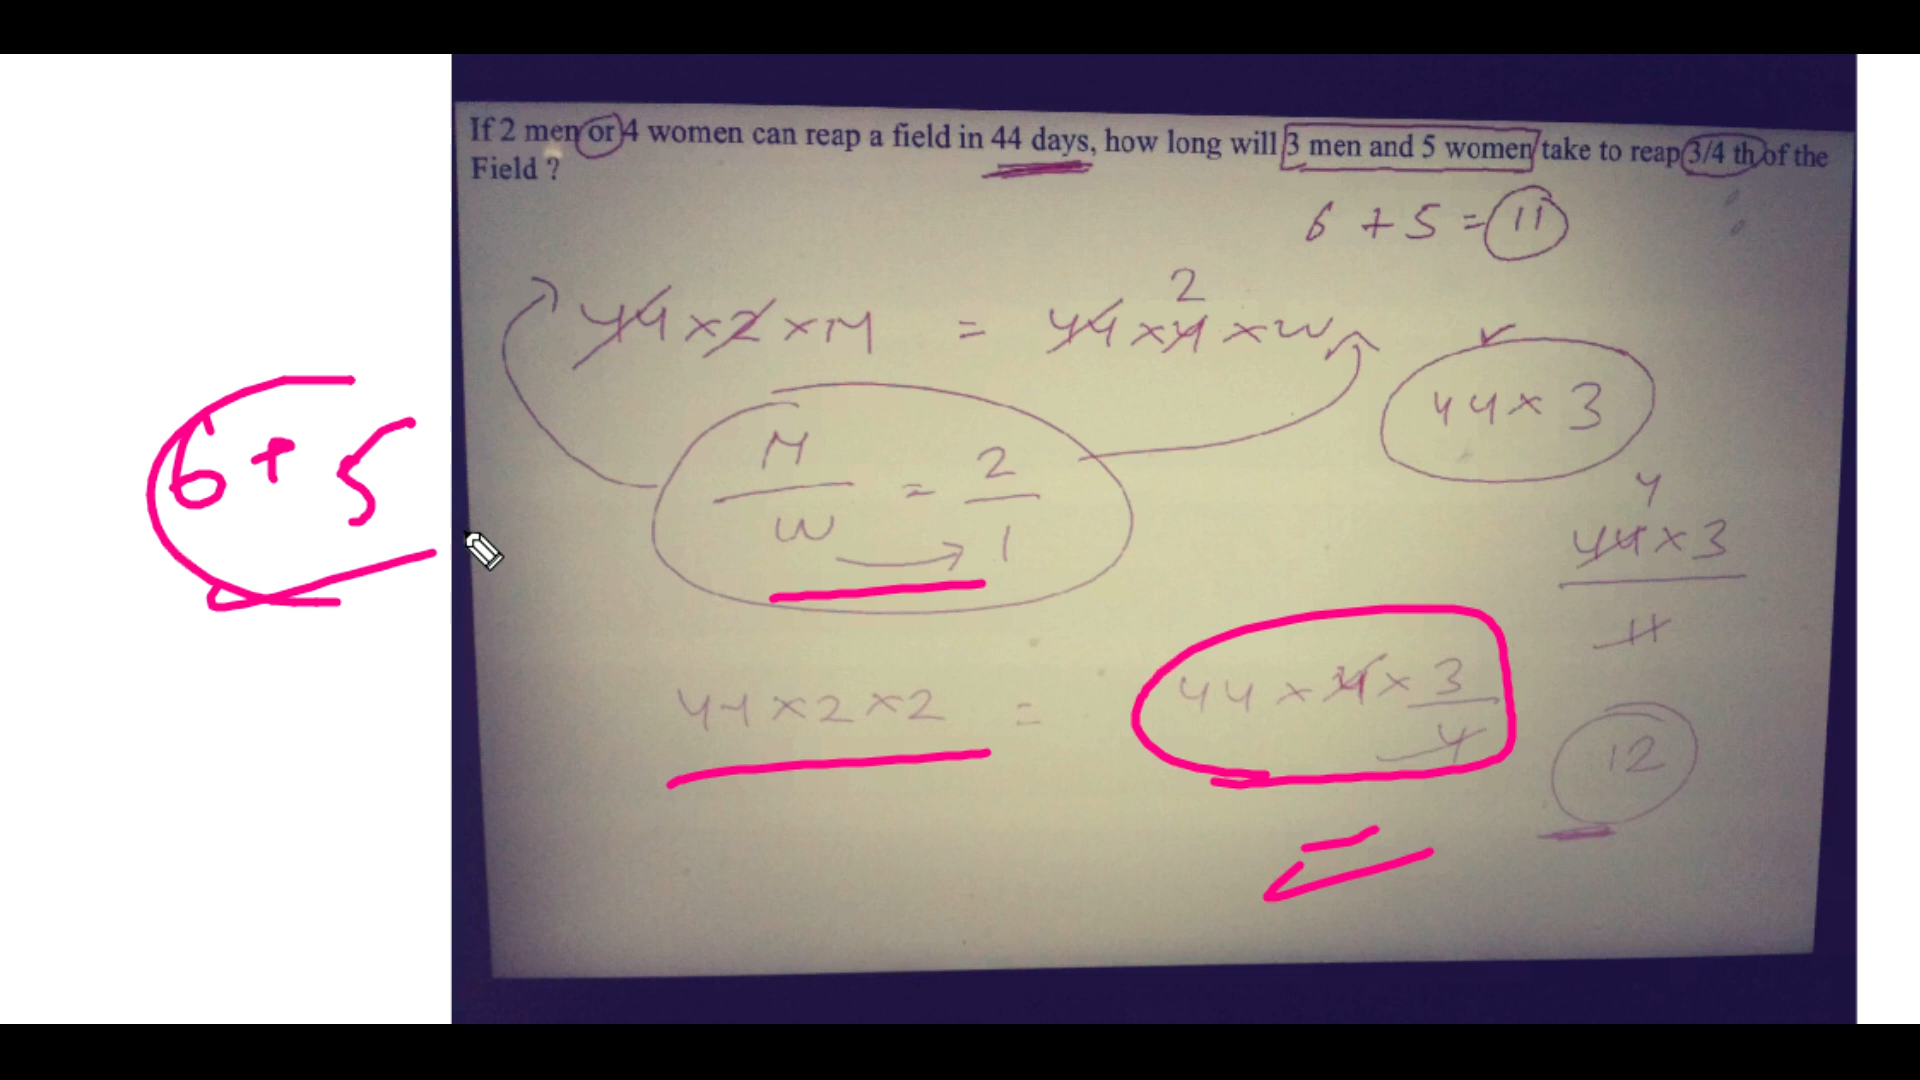 If 2 men or 4 women can reap a field in 44 days, how long will 3 men and 5 women take to reap 3/4 th of the
Field ?
6 + 5 = 11
2
44 × 2 × M = 44 × 4 × W
44 × 3
M/W = 2/1
6 + 5
4
44 × 3
11
44 × 2 × 2 = 44 × 4 × 3/4
12